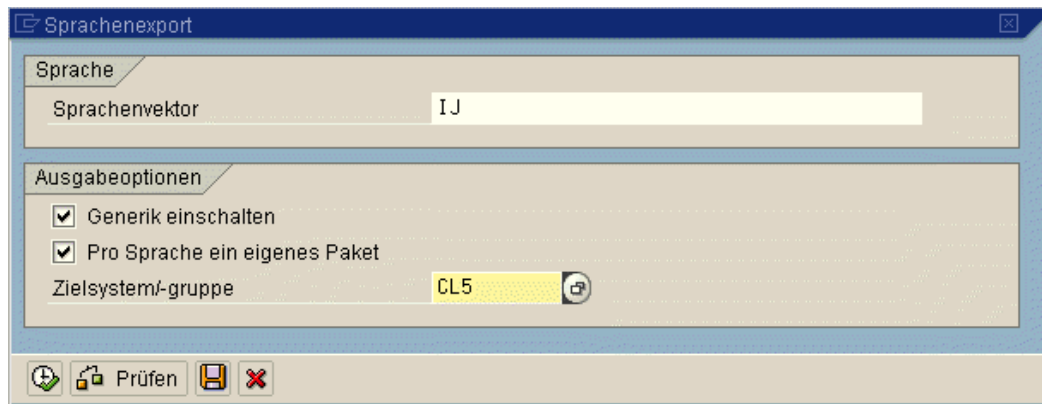 Sprachenexport
Sprache
Sprachenvektor IJ
Ausgabeoptionen
Generik einschalten
Pro Sprache ein eigenes Paket
Zielsystem/-gruppe CL5
Prüfen